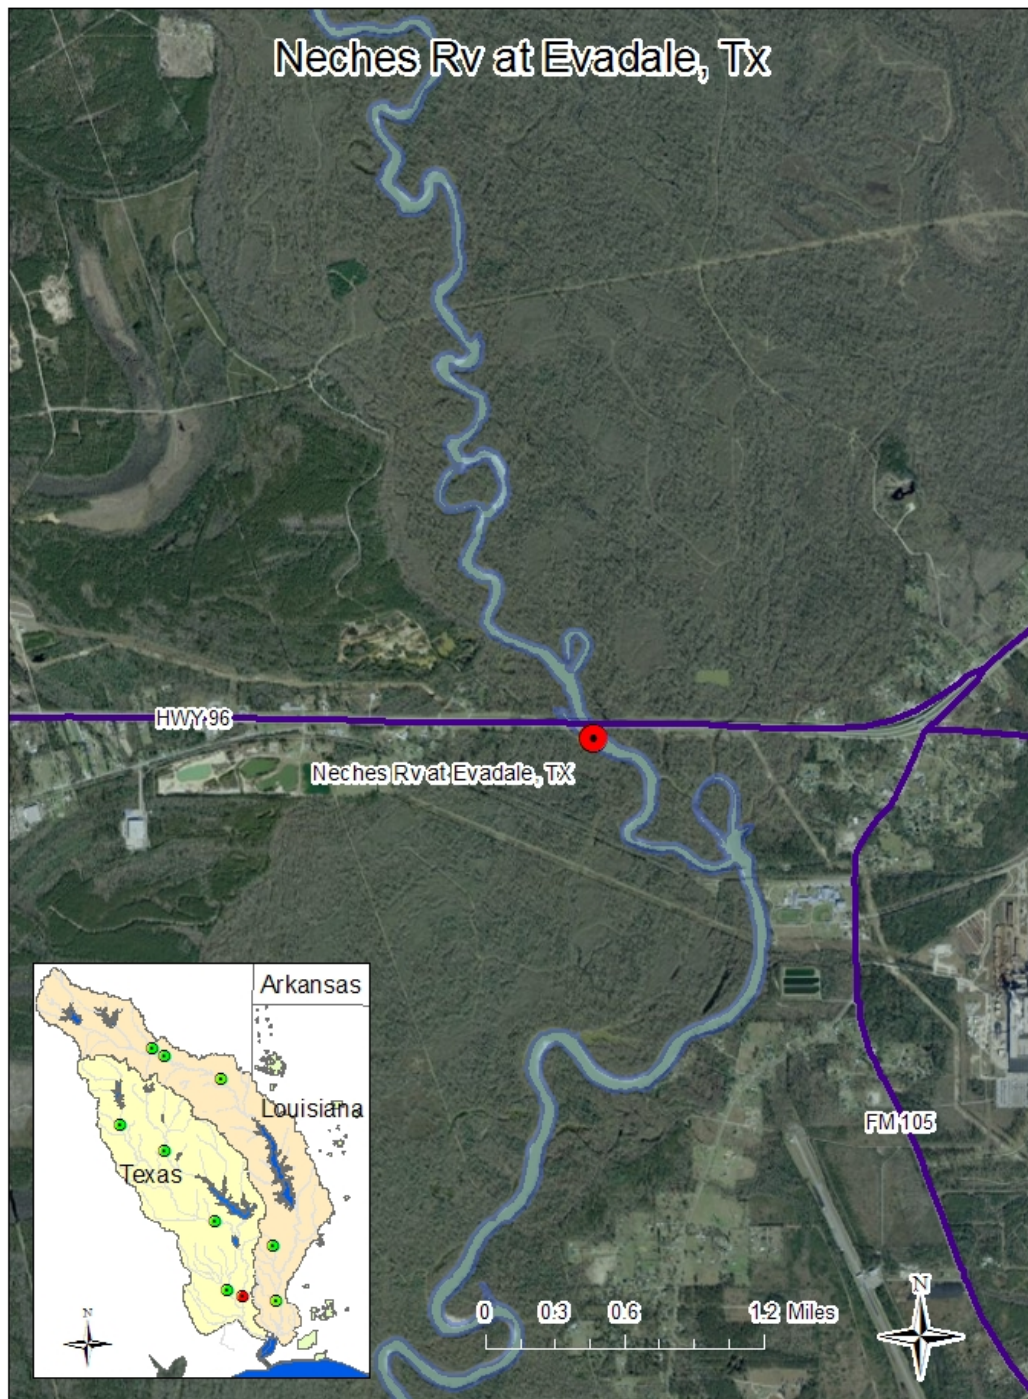 Neches Rv at Evadale, Tx
HWY 96
Neches Rv at Evadale, TX
FM 105
Arkansas
Louisiana
Texas
N
0 0.3 0.6 1.2 Miles
N